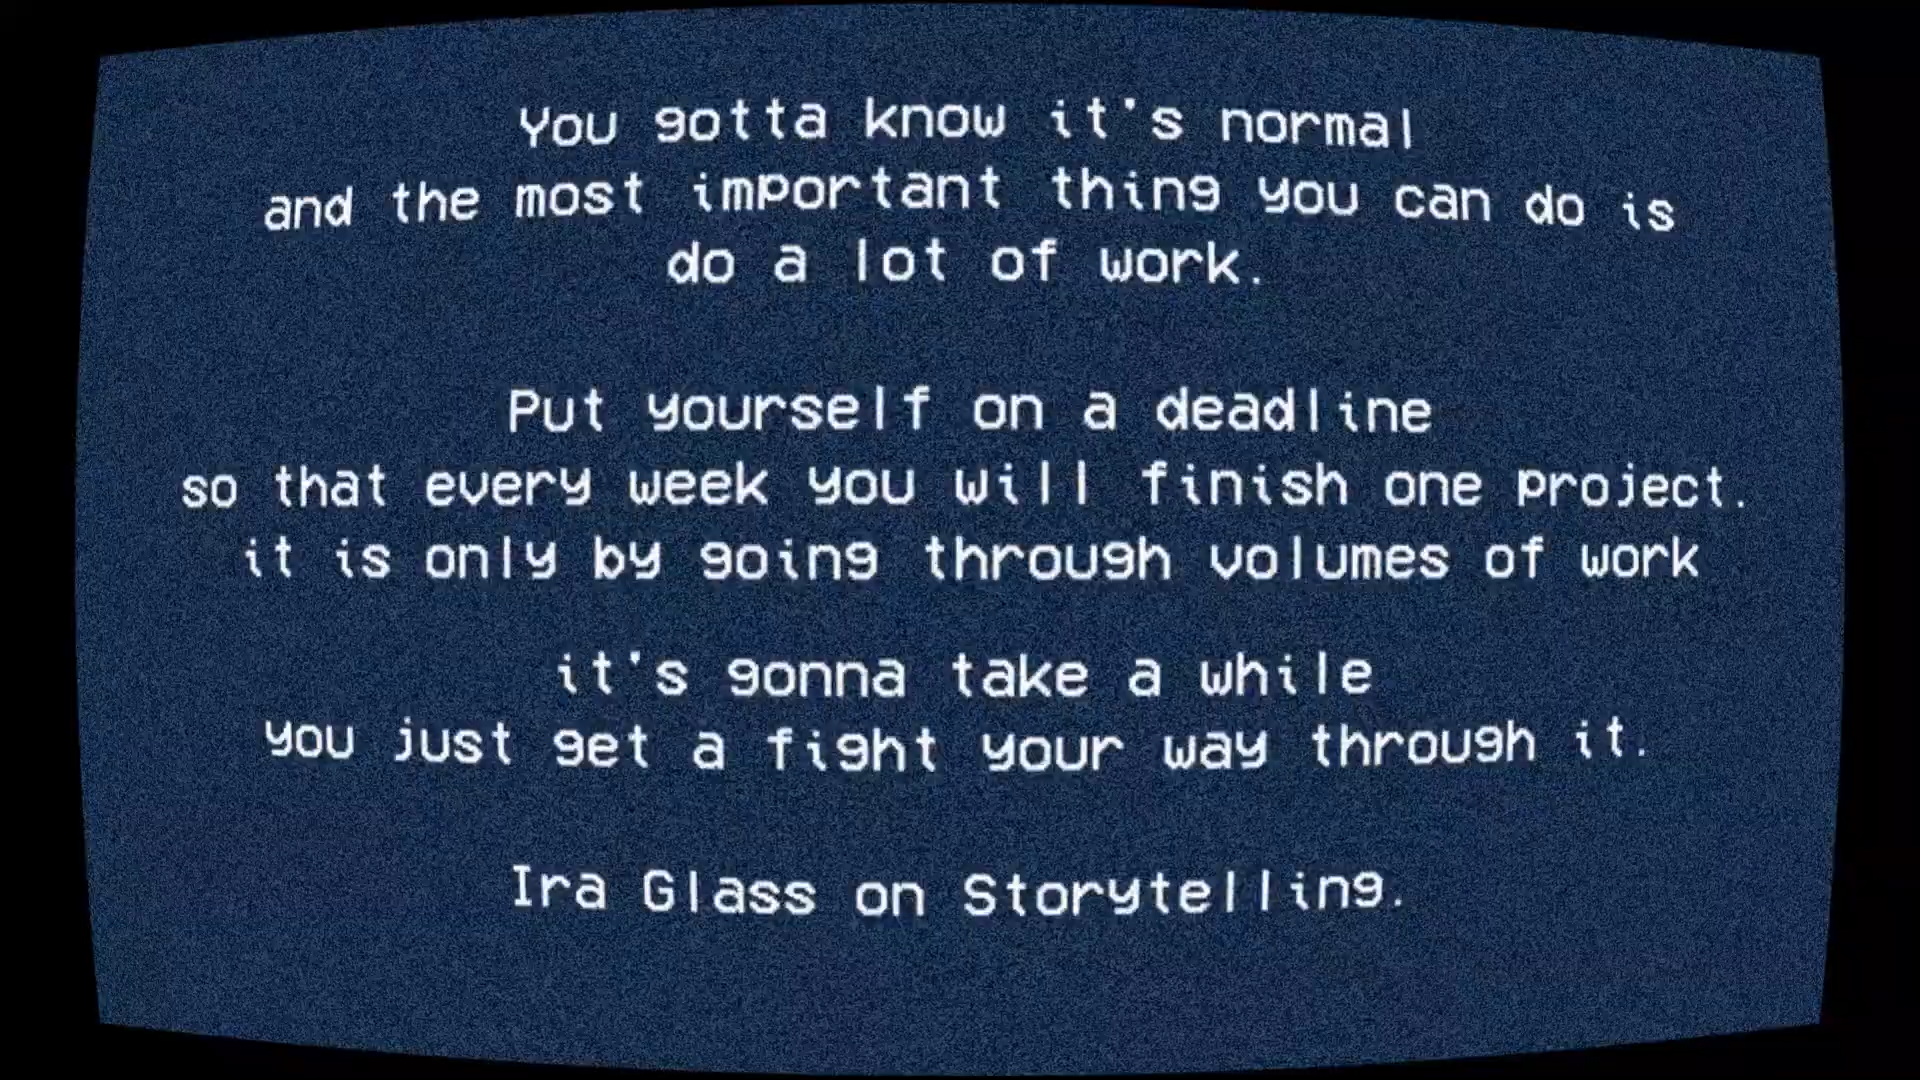 You gotta know it's normal
and the most important thing you can do is
do a lot of work.
Put yourself on a deadline
so that every week you will finish one project.
it is only by going through volumes of work
it's gonna take a while
you just get a fight your way through it.
Ira Glass on Storytelling.